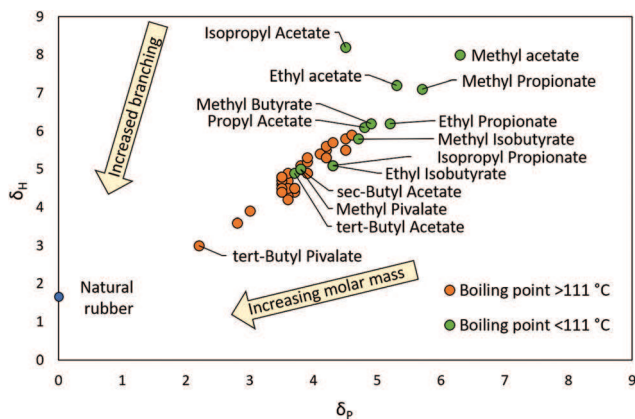 9
8
7
6
5
4
3
2
1
0
δH
Increased branching
Isopropyl Acetate
Ethyl acetate
Methyl acetate
Methyl Propionate
Methyl Butyrate
Propyl Acetate
Ethyl Propionate
Methyl Isobutyrate
Isopropyl Propionate
Ethyl Isobutyrate
sec-Butyl Acetate
Methyl Pivalate
tert-Butyl Acetate
tert-Butyl Pivalate
Natural
rubber
Increasing molar mass
Boiling point >111 °C
Boiling point <111 °C
0 1 2 3 4 5 6 7 8 9
δP